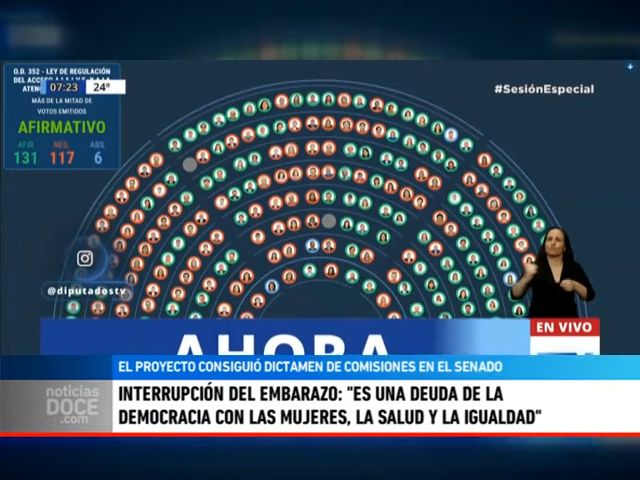 O.D. 352 - LEY DE REGULACIÓN
DEL
ATEN
07:23 24°
MÁS DE LA MITAD DE
VOTOS EMITIDOS
AFIRMATIVO
AFIR NEG. ABS.
131 117 6
#SesiónEspecial
@diputadostv
AHORA
EN VIVO
EL PROYECTO CONSIGUIÓ DICTAMEN DE COMISIONES EN EL SENADO
noticias
DOCE
.com
INTERRUPCIÓN DEL EMBARAZO: "ES UNA DEUDA DE LA
DEMOCRACIA CON LAS MUJERES, LA SALUD Y LA IGUALDAD"